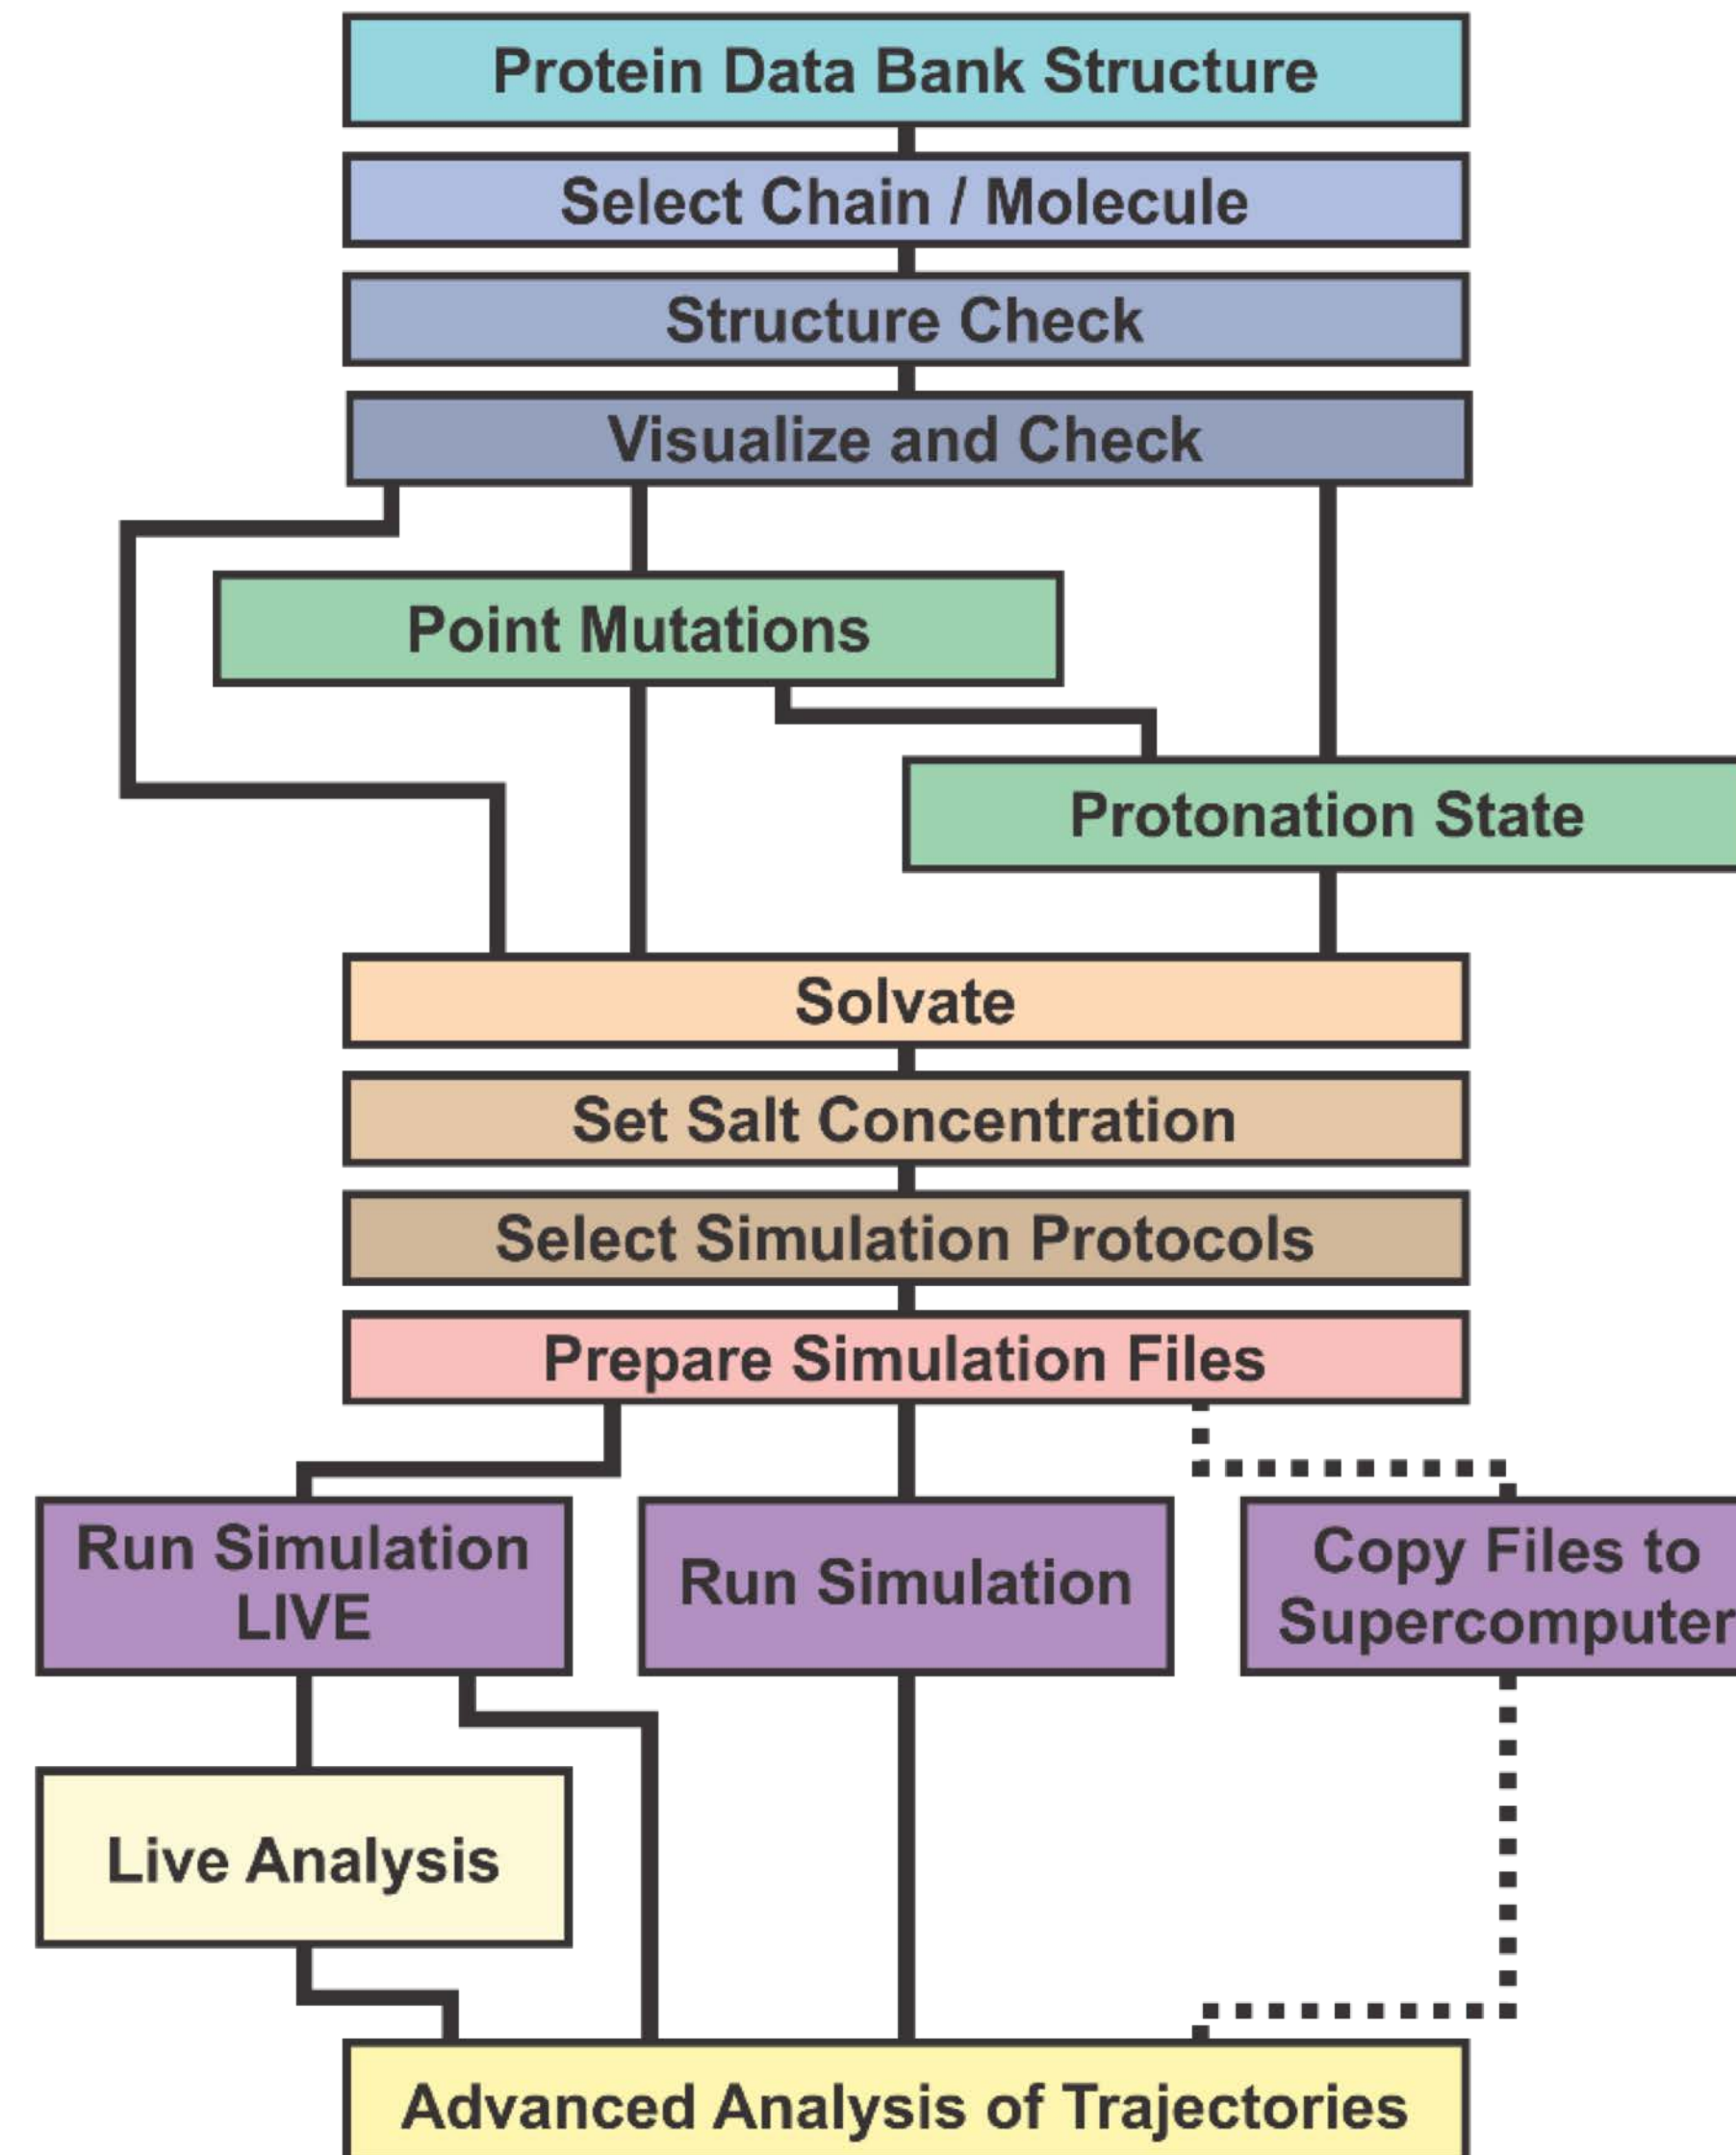 Protein Data Bank Structure
Select Chain / Molecule
Structure Check
Visualize and Check
Point Mutations
Protonation State
Solvate
Set Salt Concentration
Select Simulation Protocols
Prepare Simulation Files
Run Simulation
LIVE
Run Simulation
Copy Files to
Supercomputer
Live Analysis
Advanced Analysis of Trajectories